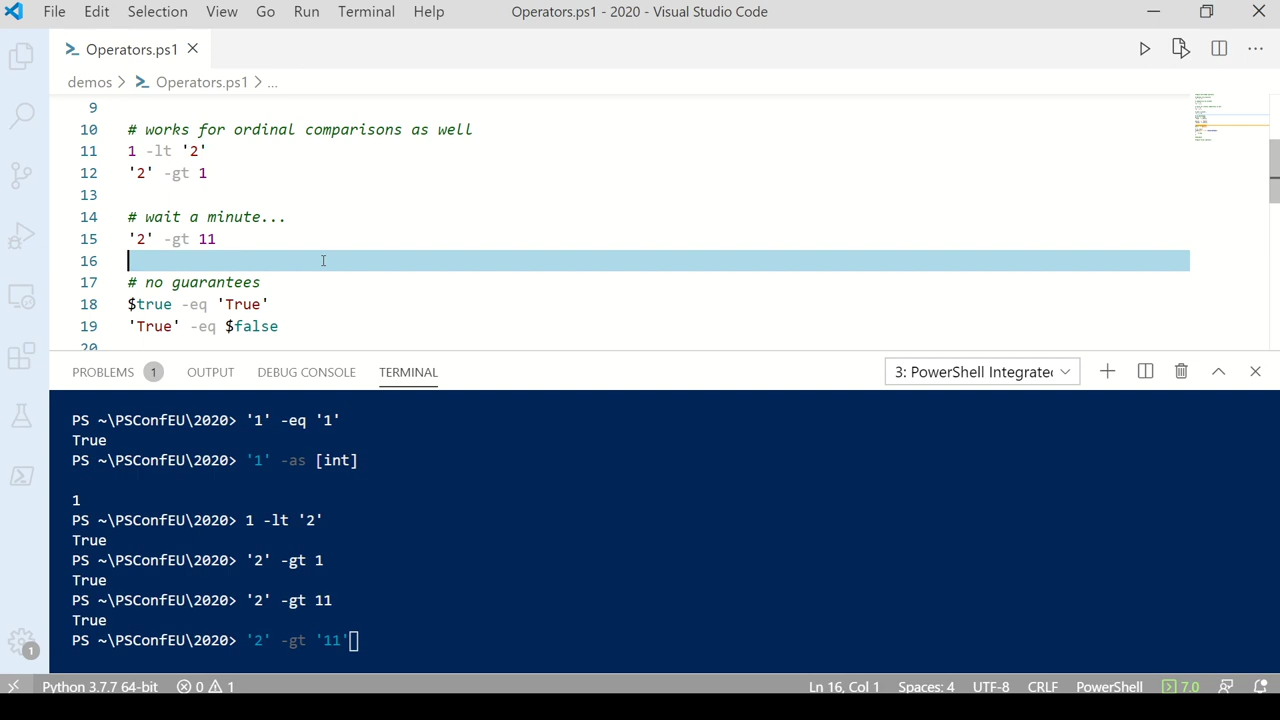 File Edit Selection View Go Run Terminal Help Operators.ps1 - 2020 - Visual Studio Code
Operators.ps1
demos > Operators.ps1 > ...
9
10 # works for ordinal comparisons as well
11 1 -lt '2'
12 '2' -gt 1
13
14 # wait a minute...
15 '2' -gt 11
16
17 # no guarantees
18 $true -eq 'True'
19 'True' -eq $false
20
PROBLEMS 1 OUTPUT DEBUG CONSOLE TERMINAL 3: PowerShell Integrated
PS ~\PSConfEU\2020> '1' -eq '1'
True
PS ~\PSConfEU\2020> '1' -as [int]
1
PS ~\PSConfEU\2020> 1 -lt '2'
True
PS ~\PSConfEU\2020> '2' -gt 1
True
PS ~\PSConfEU\2020> '2' -gt 11
True
PS ~\PSConfEU\2020> '2' -gt '11'
1
Python 3.7.7 64-bit 0 1 Ln 16, Col 1 Spaces: 4 UTF-8 CRLF PowerShell 7.0